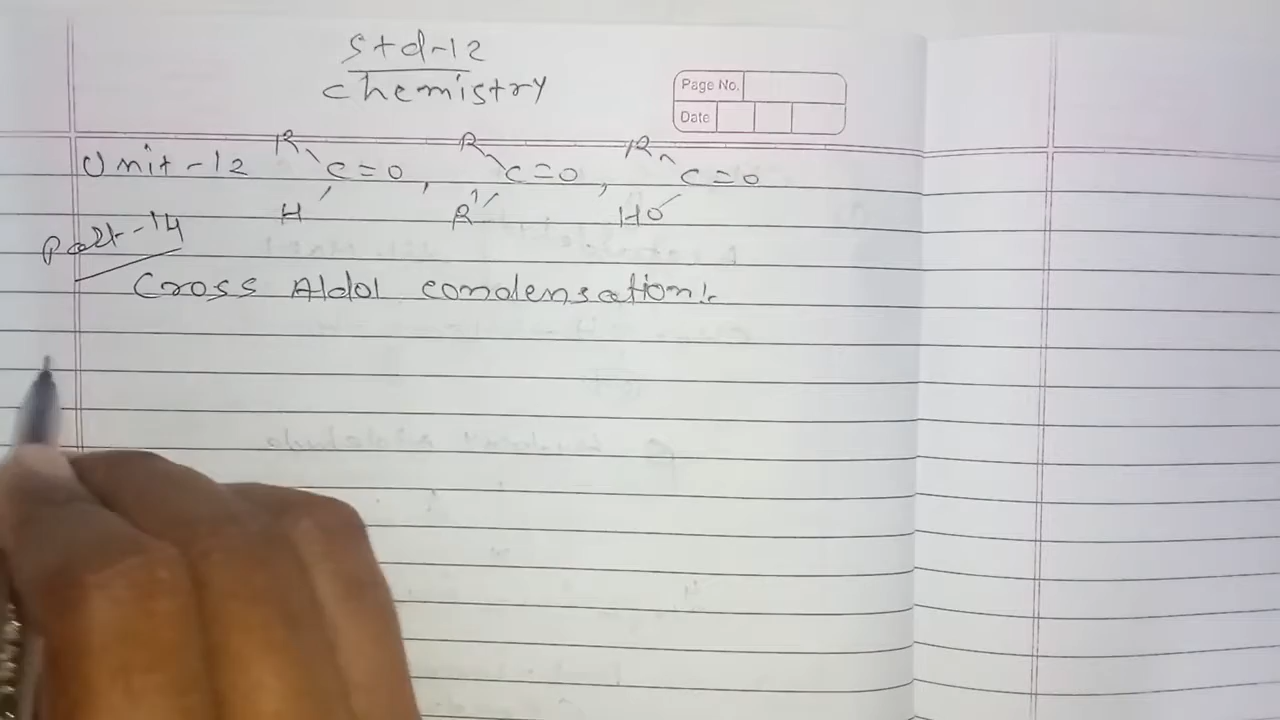 Std-12
Chemistry
Page No.
Date
R R R
Unit-12 C=O, C=O, C=O
H R' HO
Part-14
Cross Aldol condensation:-